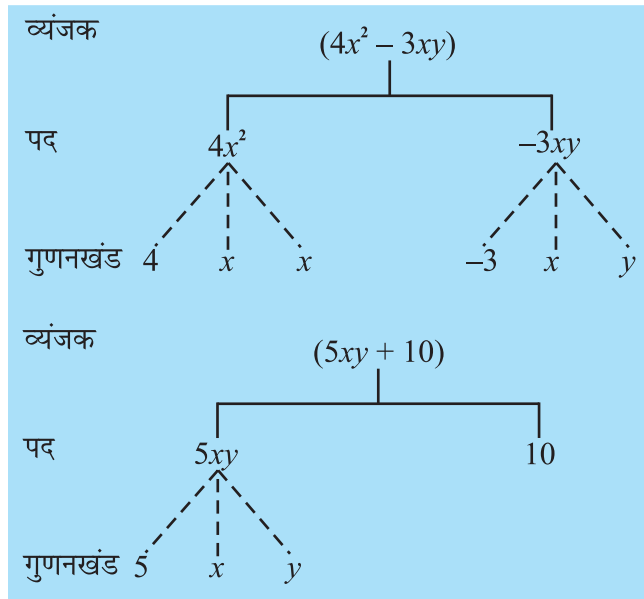 व्यंजक (4x² – 3xy)
पद 4x² –3xy
गुणनखंड 4 x x –3 x y
व्यंजक (5xy + 10)
पद 5xy 10
गुणनखंड 5 x y